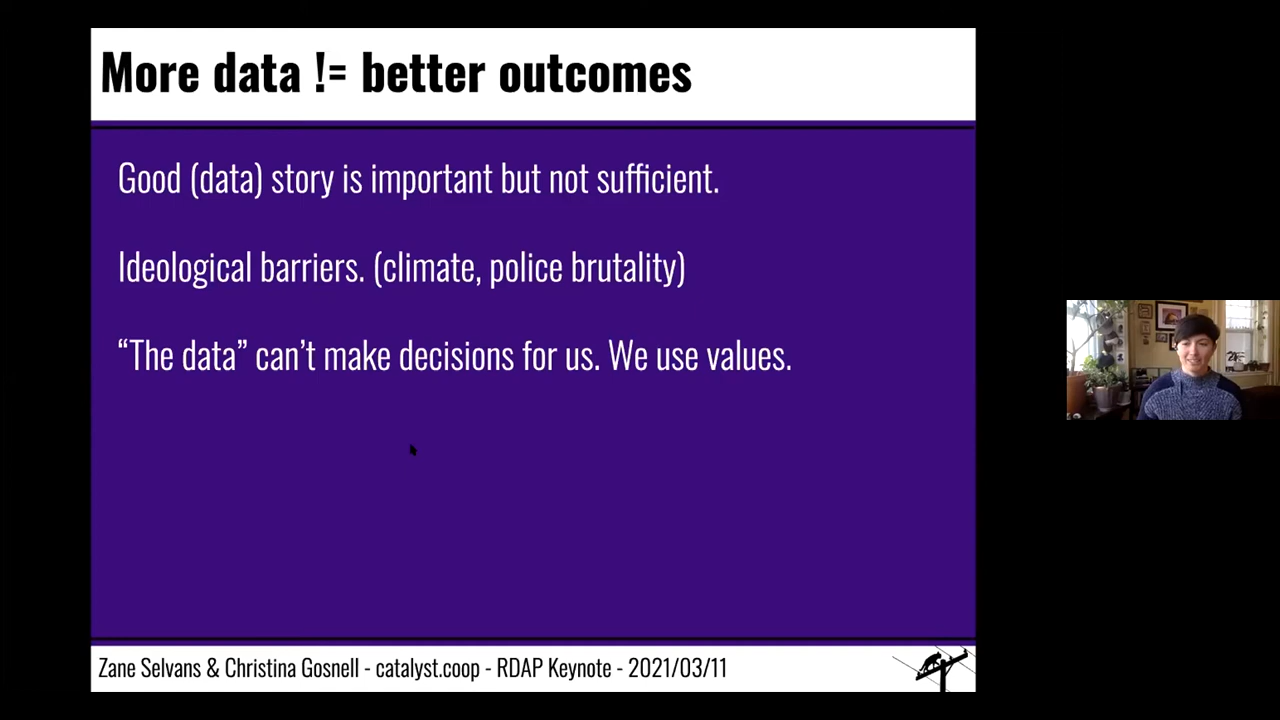 More data != better outcomes
Good (data) story is important but not sufficient.
Ideological barriers. (climate, police brutality)
“The data” can’t make decisions for us. We use values.
Zane Selvans & Christina Gosnell - catalyst.coop - RDAP Keynote - 2021/03/11